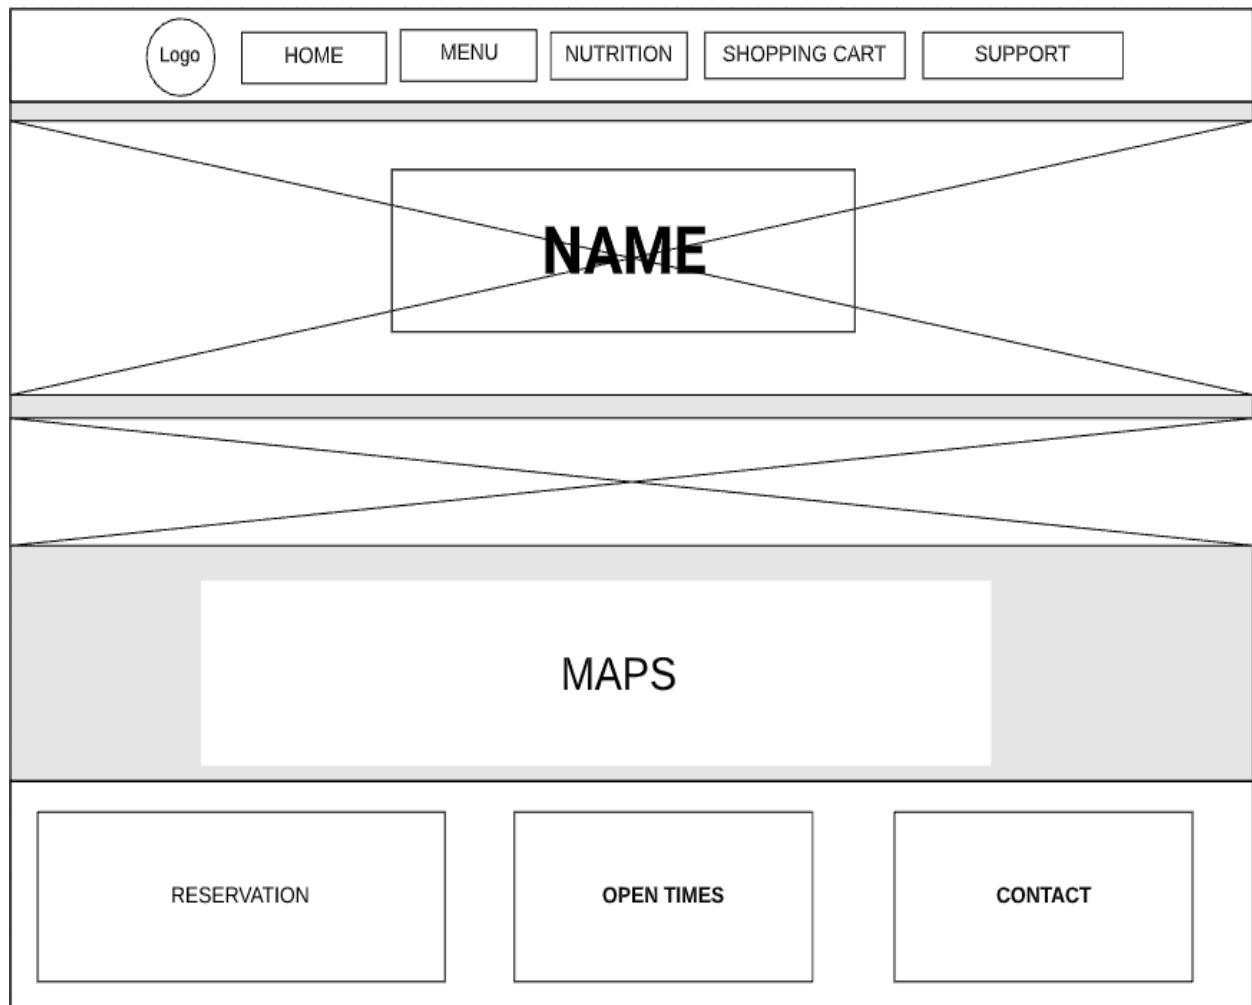 Logo
HOME
MENU
NUTRITION
SHOPPING CART
SUPPORT
NAME
MAPS
RESERVATION
OPEN TIMES
CONTACT